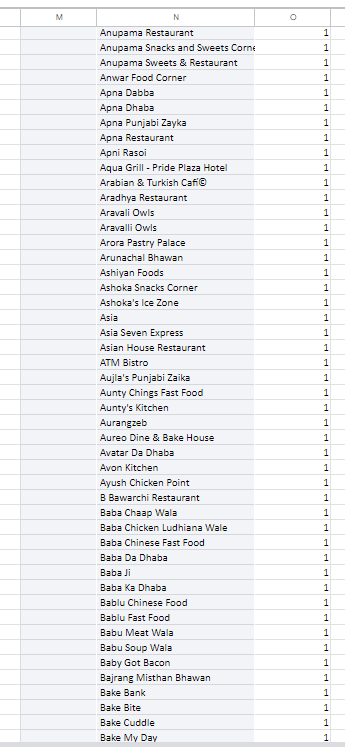 M N O
Anupama Restaurant 1
Anupama Snacks and Sweets Corne 1
Anupama Sweets & Restaurant 1
Anwar Food Corner 1
Apna Dabba 1
Apna Dhaba 1
Apna Punjabi Zayka 1
Apna Restaurant 1
Apni Rasoi 1
Aqua Grill - Pride Plaza Hotel 1
Arabian & Turkish Cafí© 1
Aradhya Restaurant 1
Aravali Owls 1
Aravalli Owls 1
Arora Pastry Palace 1
Arunachal Bhawan 1
Ashiyan Foods 1
Ashoka Snacks Corner 1
Ashoka's Ice Zone 1
Asia 1
Asia Seven Express 1
Asian House Restaurant 1
ATM Bistro 1
Aujla's Punjabi Zaika 1
Aunty Chings Fast Food 1
Aunty's Kitchen 1
Aurangzeb 1
Aureo Dine & Bake House 1
Avatar Da Dhaba 1
Avon Kitchen 1
Ayush Chicken Point 1
B Bawarchi Restaurant 1
Baba Chaap Wala 1
Baba Chicken Ludhiana Wale 1
Baba Chinese Fast Food 1
Baba Da Dhaba 1
Baba Ji 1
Baba Ka Dhaba 1
Bablu Chinese Food 1
Bablu Fast Food 1
Babu Meat Wala 1
Babu Soup Wala 1
Baby Got Bacon 1
Bajrang Misthan Bhawan 1
Bake Bank 1
Bake Bite 1
Bake Cuddle 1
Bake My Day 1